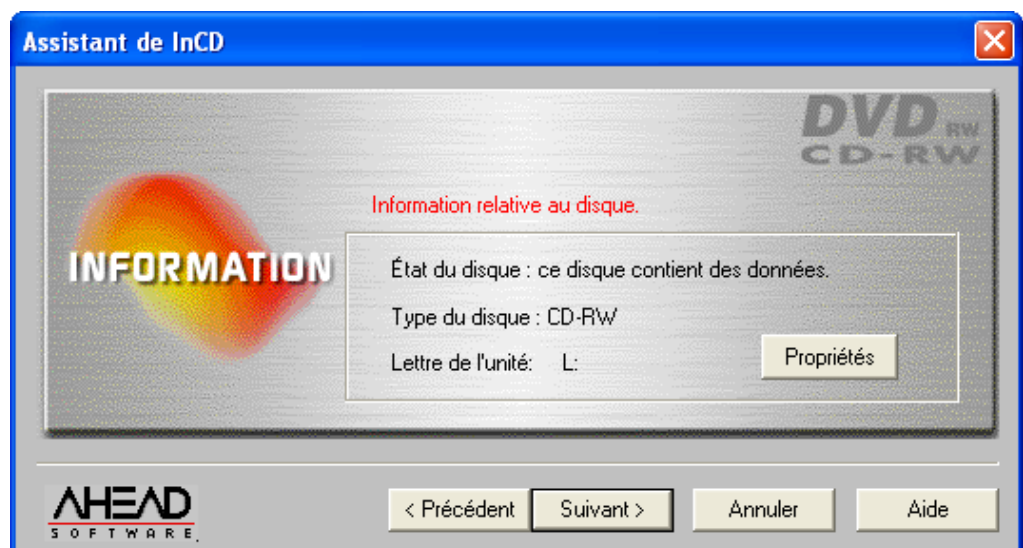 Assistant de InCD
DVD RW
CD-RW
Information relative au disque.
INFORMATION
État du disque : ce disque contient des données.
Type du disque : CD-RW
Lettre de l'unité: L:
Propriétés
AHEAD
SOFTWARE
< Précédent
Suivant >
Annuler
Aide